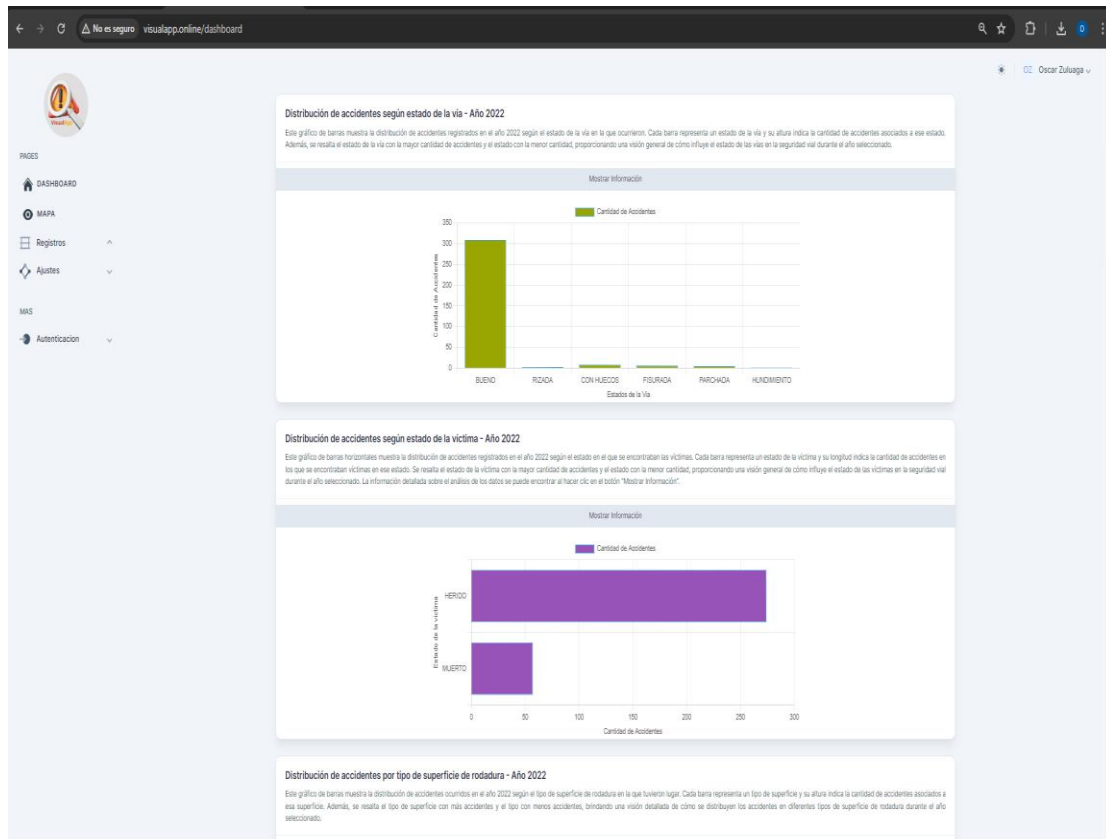 No es seguro visualapp.online/dashboard
Oscar Zuluaga
PAGES
DASHBOARD
MAPA
Registros
Ajustes
MAS
Autenticacion
Distribución de accidentes según estado de la vía - Año 2022
Este gráfico de barras muestra la distribución de accidentes registrados en el año 2022 según el estado de la vía en la que ocurrieron. Cada barra representa un estado de la vía y su altura indica la cantidad de accidentes asociados a ese estado.
Además, se resalta el estado de la vía con la mayor cantidad de accidentes y el estado con la menor cantidad, proporcionando una visión general de cómo influye el estado de las vías en la seguridad vial durante el año seleccionado.
Mostrar Información
Cantidad de Accidentes
350
300
250
200
150
100
50
0
Cantidad de Accidentes
BUENO RIZADA CON HUECOS FISURADA PARCHADA HUNDIMIENTO
Estados de la Via
Distribución de accidentes según estado de la víctima - Año 2022
Este gráfico de barras horizontales muestra la distribución de accidentes registrados en el año 2022 según el estado en el que se encontraban las víctimas. Cada barra representa un estado de la víctima y su longitud indica la cantidad de accidentes en
los que se encontraban víctimas en ese estado. Se resalta el estado de la víctima con la mayor cantidad de accidentes y el estado con la menor cantidad, proporcionando una visión general de cómo influye el estado de las víctimas en la seguridad vial
durante el año seleccionado. La información detallada sobre el análisis de los datos se puede encontrar al hacer clic en el botón "Mostrar Información".
Mostrar Información
Cantidad de Accidentes
Estado de la víctima
HERIDO
MUERTO
0 50 100 150 200 250 300
Cantidad de Accidentes
Distribución de accidentes por tipo de superficie de rodadura - Año 2022
Este gráfico de barras muestra la distribución de accidentes ocurridos en el año 2022 según el tipo de superficie de rodadura en la que tuvieron lugar. Cada barra representa un tipo de superficie y su altura indica la cantidad de accidentes asociados a
esa superficie. Además, se resalta el tipo de superficie con más accidentes y el tipo con menos accidentes, brindando una visión detallada de cómo se distribuyen los accidentes en diferentes tipos de superficie de rodadura durante el año
seleccionado.